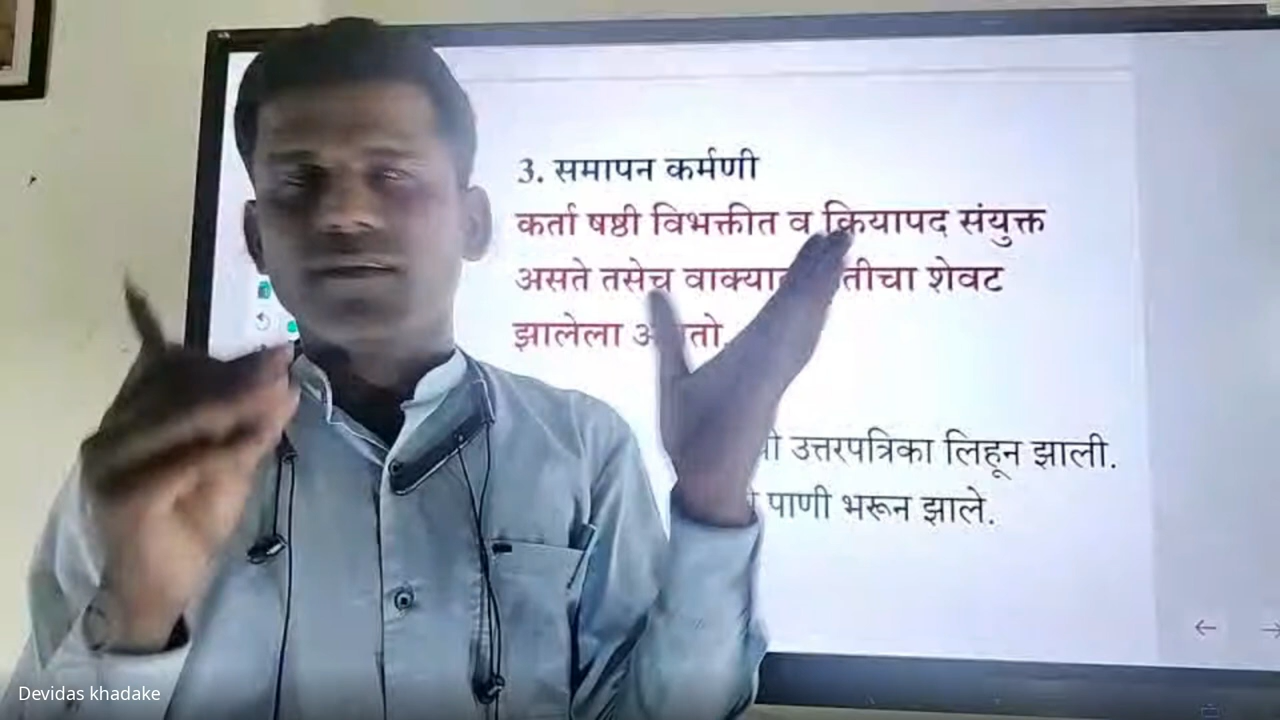 3. समापन कर्मणी
कर्ता षष्ठी विभक्तीत व क्रियापद संयुक्त
असते तसेच शेवट
झालेला
उत्तरपत्रिका लिहून झाली.
पाणी भरून झाले.
Devidas khadake